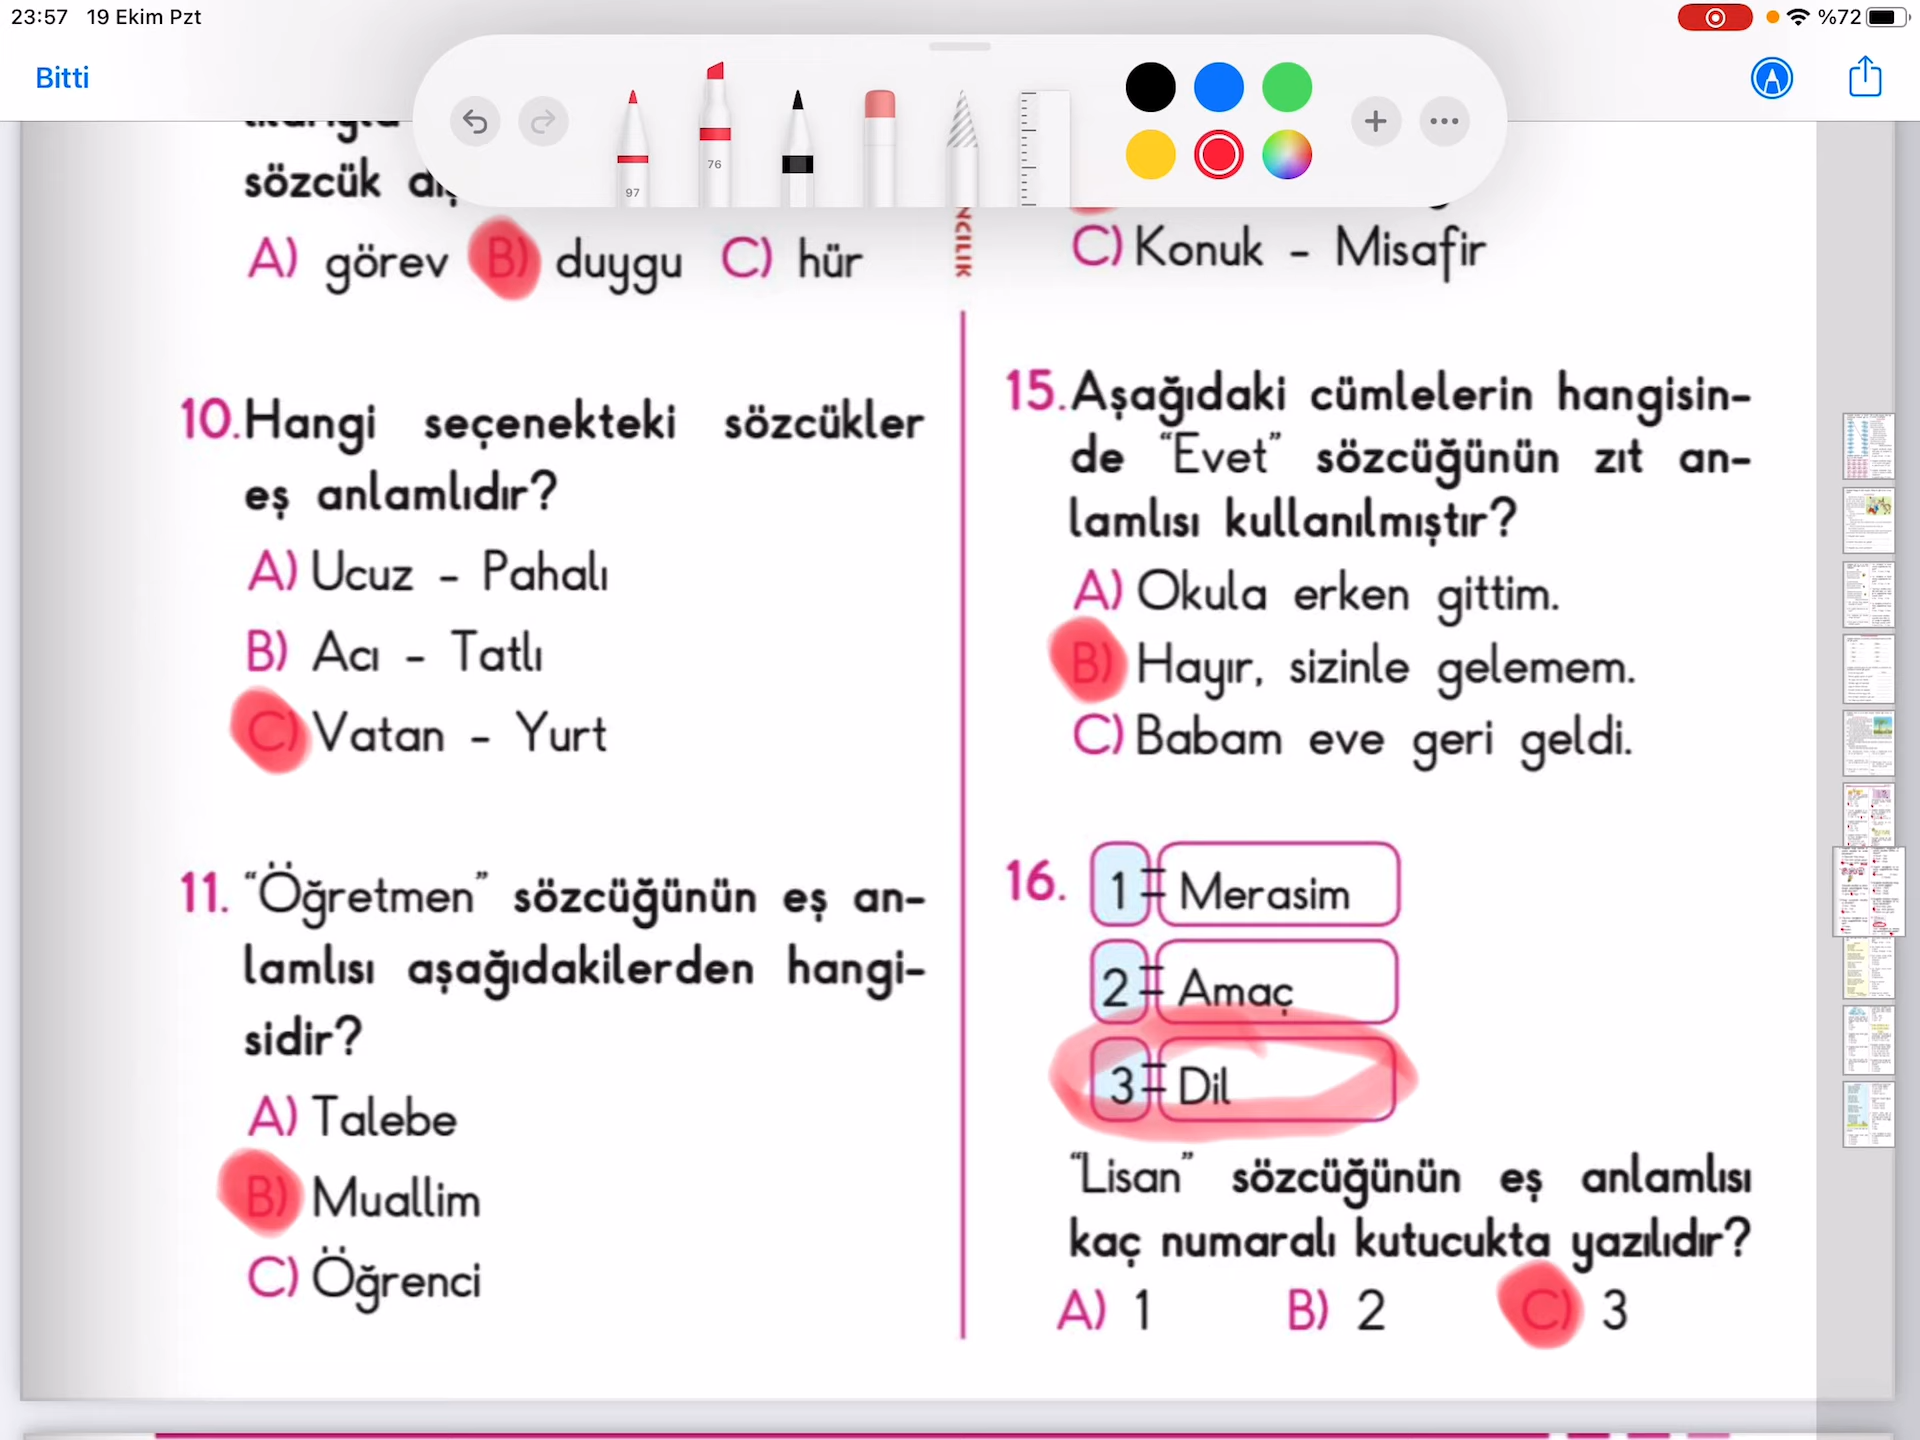 23:57 19 Ekim Pzt
%72
Bitti
97
76
sözcük
A) görev B) duygu C) hür
10. Hangi seçenekteki sözcükler
eş anlamlıdır?
A) Ucuz - Pahalı
B) Acı - Tatlı
C) Vatan - Yurt
11. "Öğretmen" sözcüğünün eş an-
lamlısı aşağıdakilerden hangi-
sidir?
A) Talebe
B) Muallim
C) Öğrenci
NCILIK
C) Konuk - Misafir
15. Aşağıdaki cümlelerin hangisin-
de "Evet" sözcüğünün zıt an-
lamlısı kullanılmıştır?
A) Okula erken gittim.
B) Hayır, sizinle gelemem.
C) Babam eve geri geldi.
16. 1 = Merasim
2 = Amaç
3 = Dil
"Lisan" sözcüğünün eş anlamlısı
kaç numaralı kutucukta yazılıdır?
A) 1 B) 2 C) 3